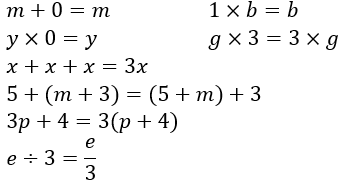 m + 0 = m 1 × b = b
y × 0 = y g × 3 = 3 × g
x + x + x = 3x
5 + (m + 3) = (5 + m) + 3
3p + 4 = 3(p + 4)
e ÷ 3 = e/3